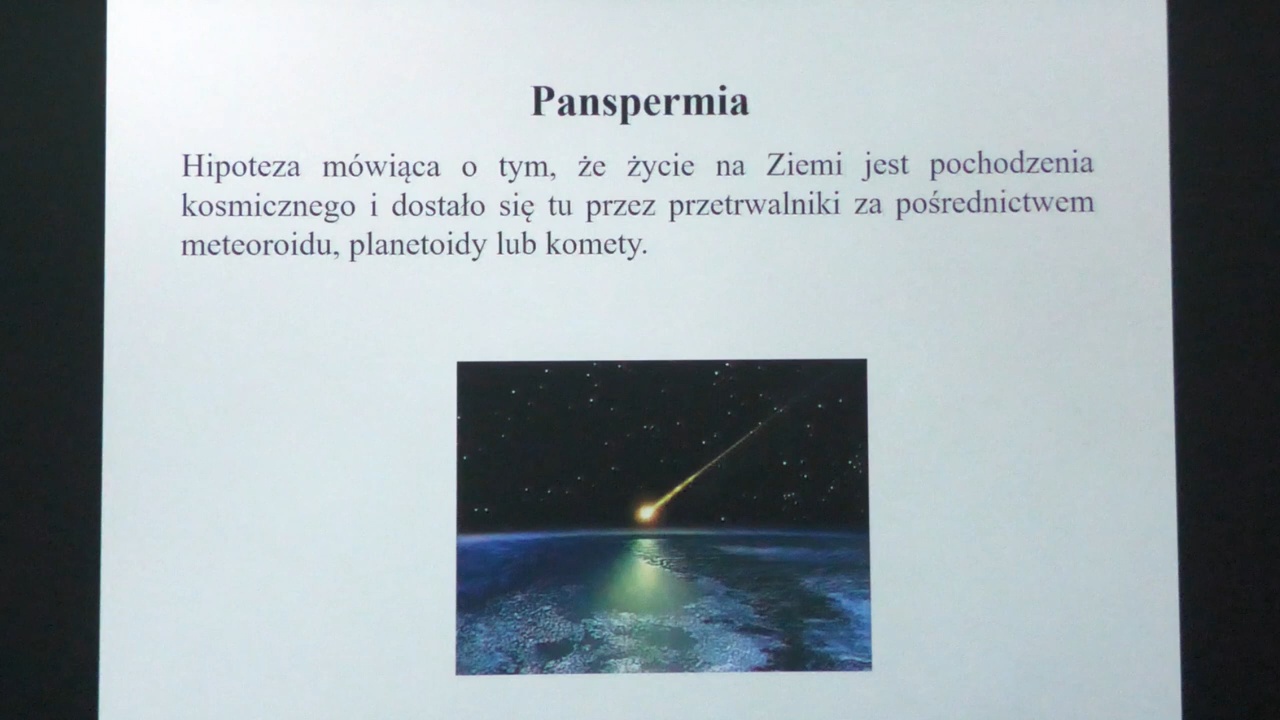 Panspermia
Hipoteza mówiąca o tym, że życie na Ziemi jest pochodzenia
kosmicznego i dostało się tu przez przetrwalniki za pośrednictwem
meteoroidu, planetoidy lub komety.